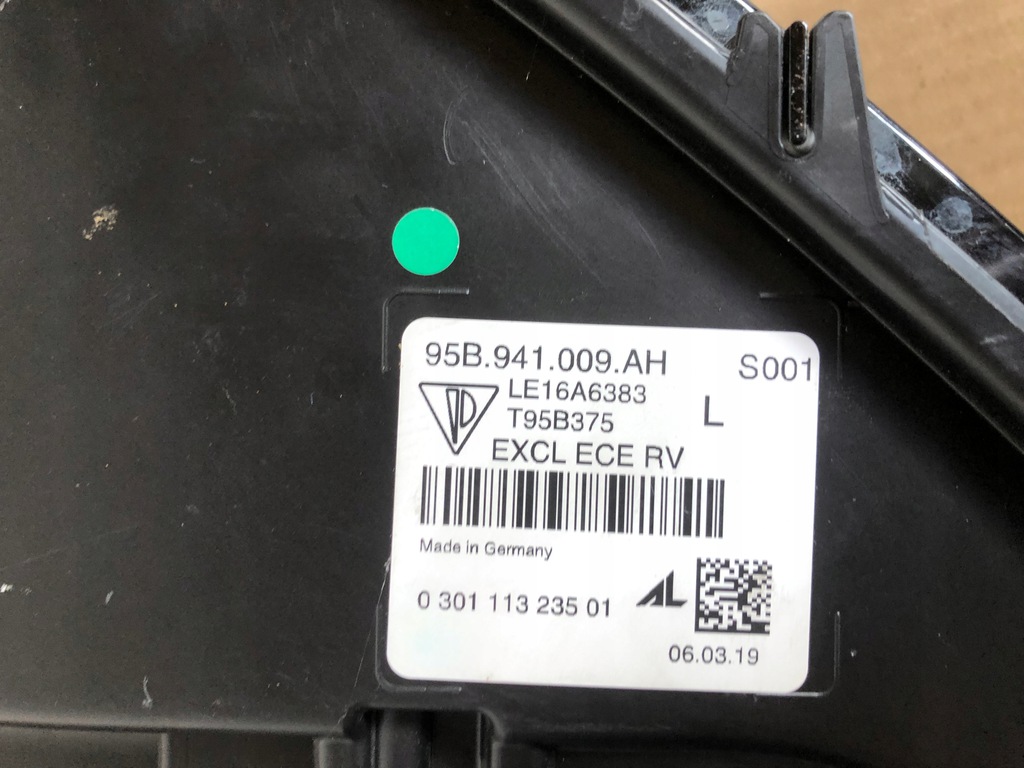 95B.941.009.AH S001
LE16A6383
T95B375 L
EXCL ECE RV
Made in Germany
0 301 113 235 01 AL
06.03.19